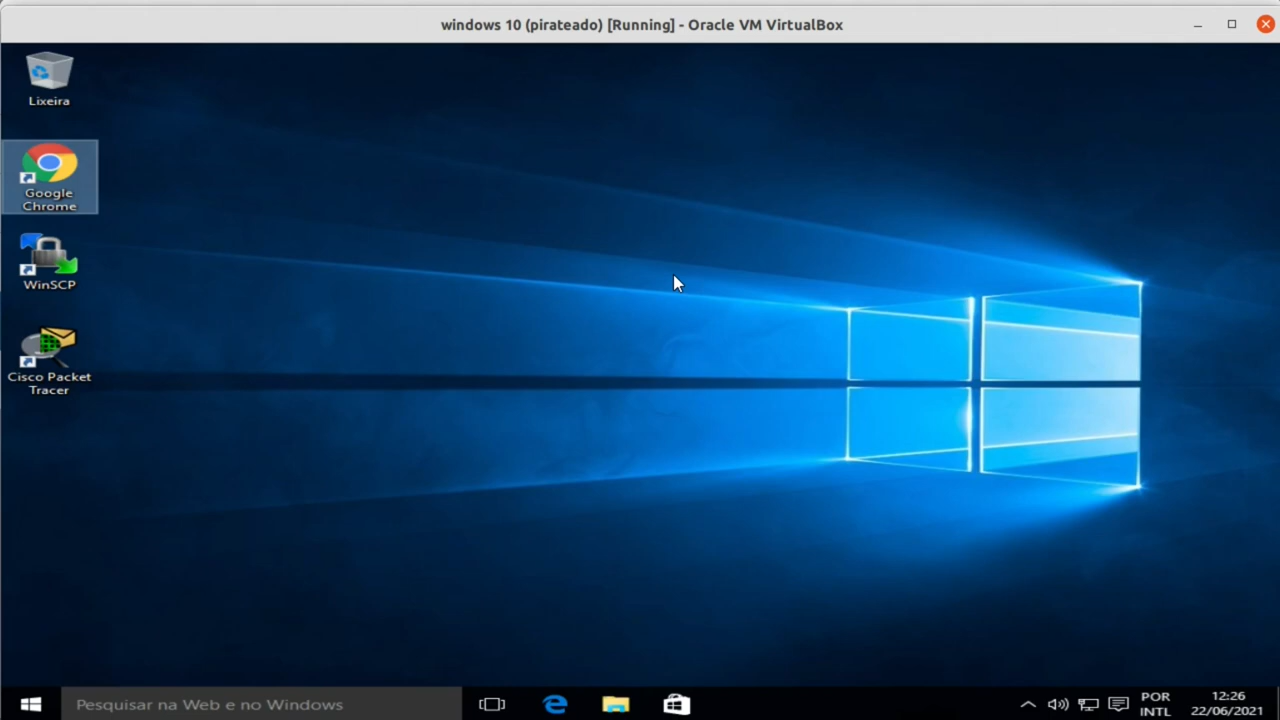 windows 10 (pirateado) [Running] - Oracle VM VirtualBox
Lixeira
Google
Chrome
WinSCP
Cisco Packet
Tracer
Pesquisar na Web e no Windows
POR
INTL
12:26
22/06/2021